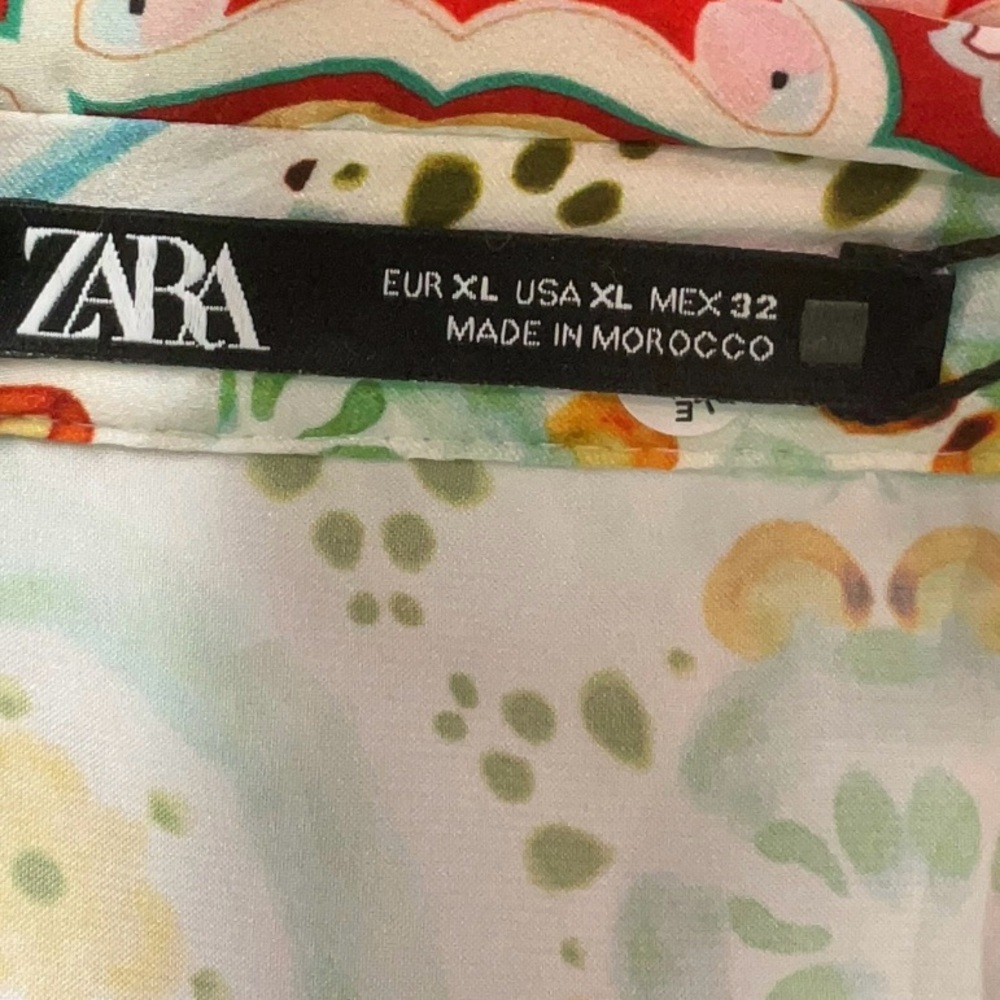 ZARA
EUR XL USA XL MEX 32
MADE IN MOROCCO